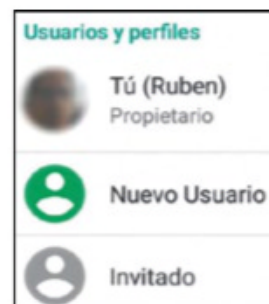 Usuarios y perfiles
Tú (Ruben)
Propietario
Nuevo Usuario
Invitado